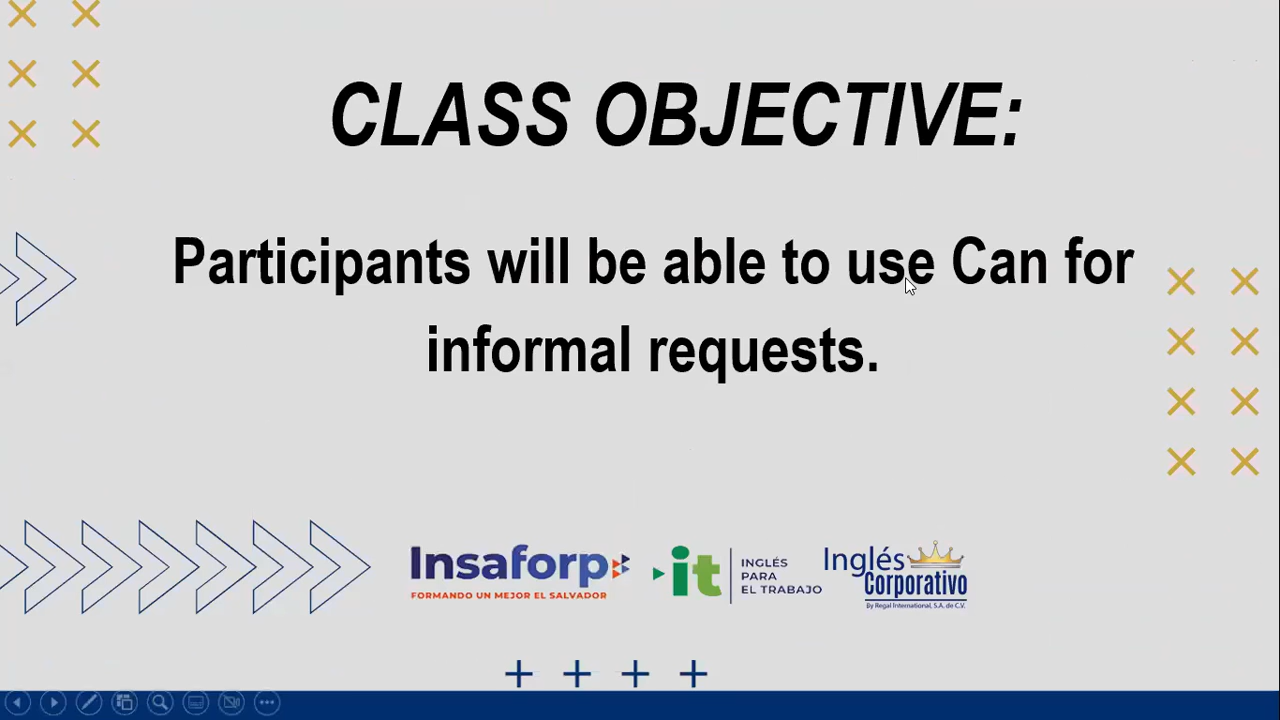 CLASS OBJECTIVE:
Participants will be able to use Can for
informal requests.
Insaforp
FORMANDO UN MEJOR EL SALVADOR
it
INGLÉS
PARA
EL TRABAJO
Inglés
Corporativo
By Regal International, S.A. de C.V.